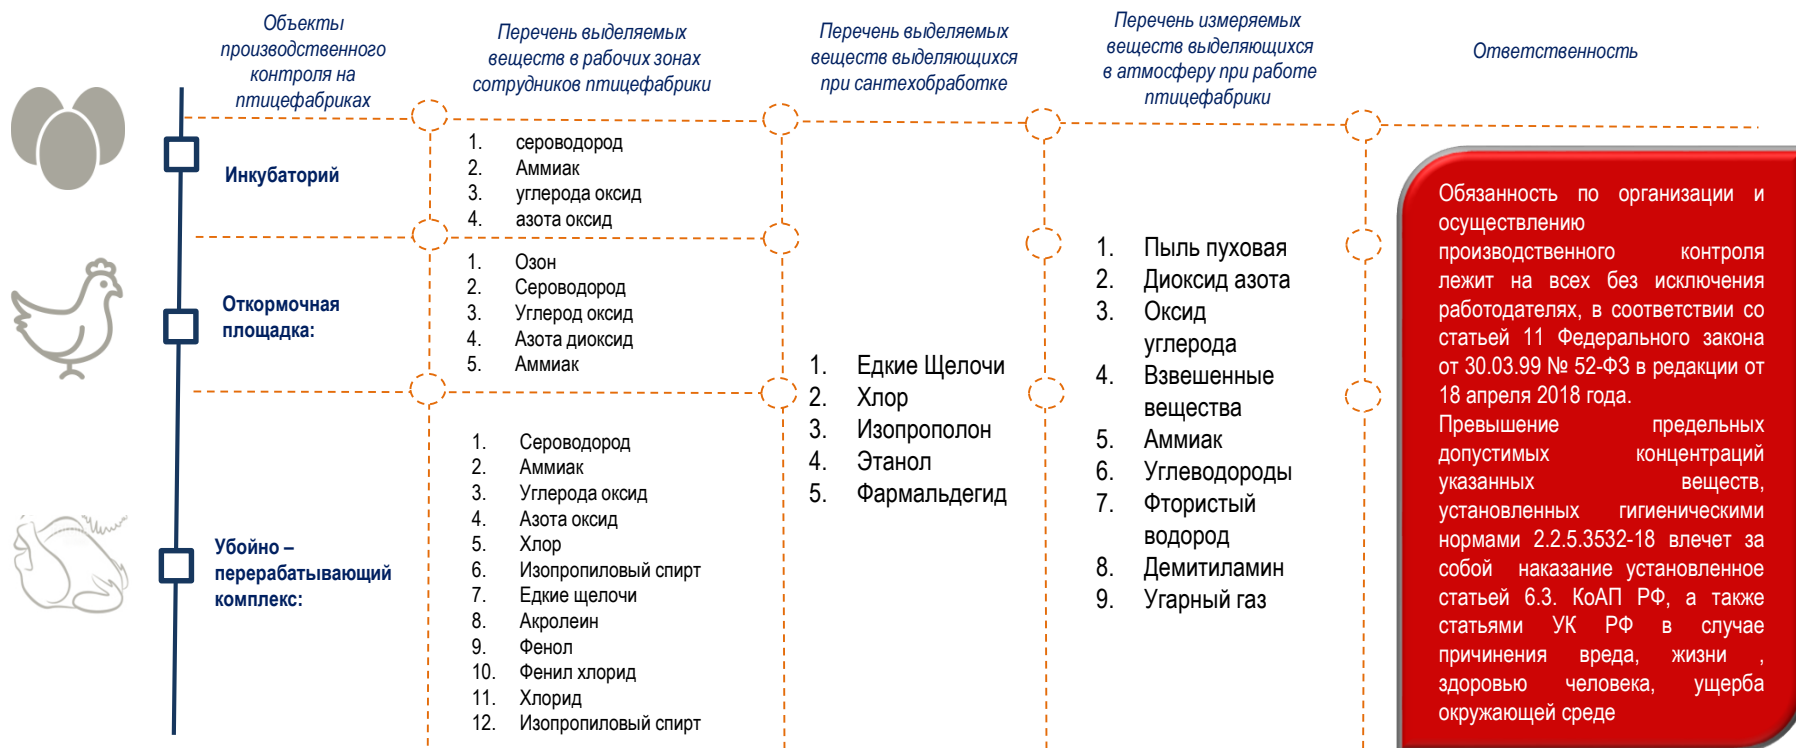 Объекты
производственного
контроля на
птицефабриках
Перечень выделяемых
веществ в рабочих зонах
сотрудников птицефабрики
Перечень выделяемых
веществ выделяющихся
при сантехобработке
Перечень измеряемых
веществ выделяющихся
в атмосферу при работе
птицефабрики
Ответственность
Инкубаторий
1. сероводород
2. Аммиак
3. углерода оксид
4. азота оксид
Откормочная
площадка:
1. Озон
2. Сероводород
3. Углерод оксид
4. Азота диоксид
5. Аммиак
Убойно –
перерабатывающий
комплекс:
1. Сероводород
2. Аммиак
3. Углерода оксид
4. Азота оксид
5. Хлор
6. Изопропиловый спирт
7. Едкие щелочи
8. Акролеин
9. Фенол
10. Фенил хлорид
11. Хлорид
12. Изопропиловый спирт
1. Едкие Щелочи
2. Хлор
3. Изопрополон
4. Этанол
5. Фармальдегид
1. Пыль пуховая
2. Диоксид азота
3. Оксид
углерода
4. Взвешенные
вещества
5. Аммиак
6. Углеводороды
7. Фтористый
водород
8. Демитиламин
9. Угарный газ
Обязанность по организации и
осуществлению
производственного контроля
лежит на всех без исключения
работодателях, в соответствии со
статьей 11 Федерального закона
от 30.03.99 № 52-ФЗ в редакции от
18 апреля 2018 года.
Превышение предельных
допустимых концентраций
указанных веществ,
установленных гигиеническими
нормами 2.2.5.3532-18 влечет за
собой наказание установленное
статьей 6.3. КоАП РФ, а также
статьями УК РФ в случае
причинения вреда, жизни ,
здоровью человека, ущерба
окружающей среде